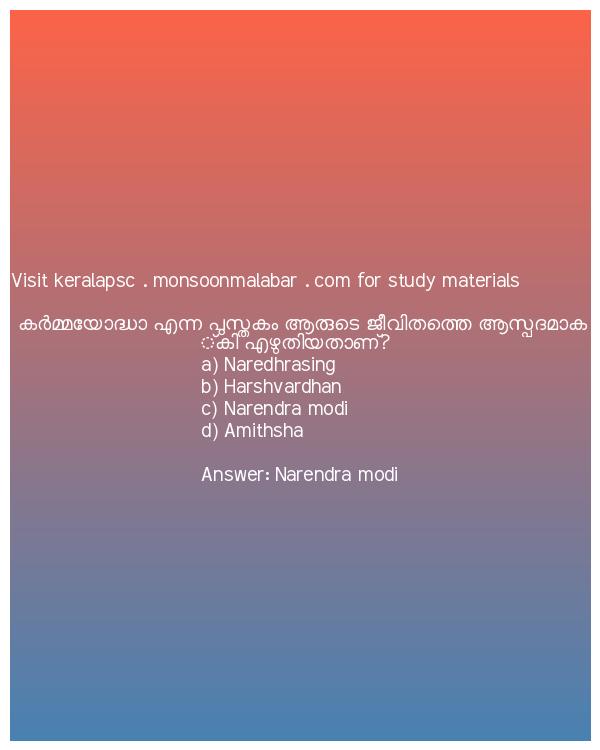 Visit keralapsc . monsoonmalabar . com for study materials
കർമ്മയോദ്ധാ എന്ന പുസ്തകം ആരുടെ ജീവിതത്തെ ആസ്പദമാക
്കി എഴുതിയതാണ്?
a) Naredhrasing
b) Harshvardhan
c) Narendra modi
d) Amithsha
Answer: Narendra modi